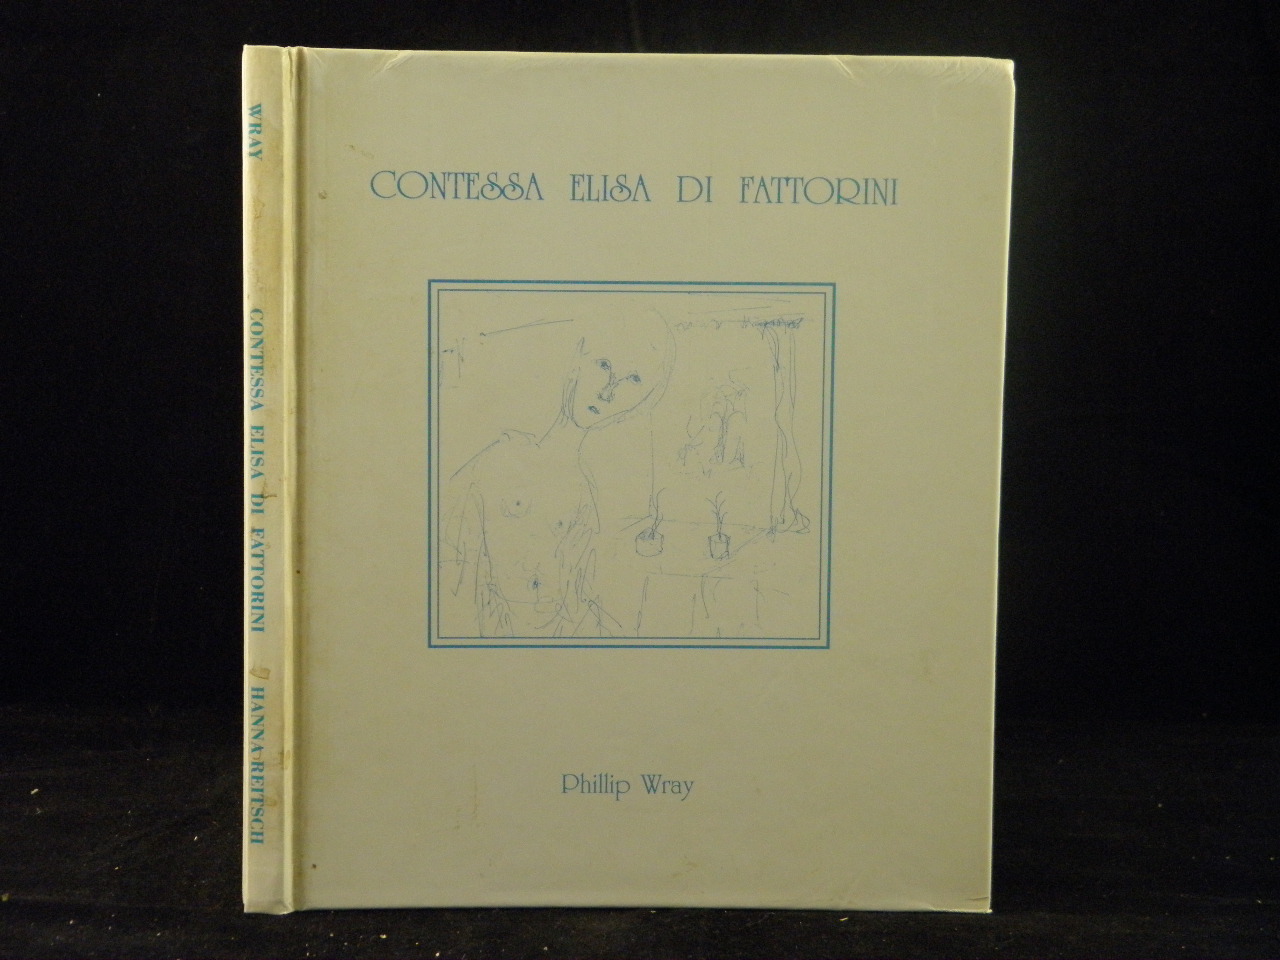 WRAY CONTESSA ELISA DI FATTORINI HANNA REITSCH
CONTESSA ELISA DI FATTORINI
Phillip Wray